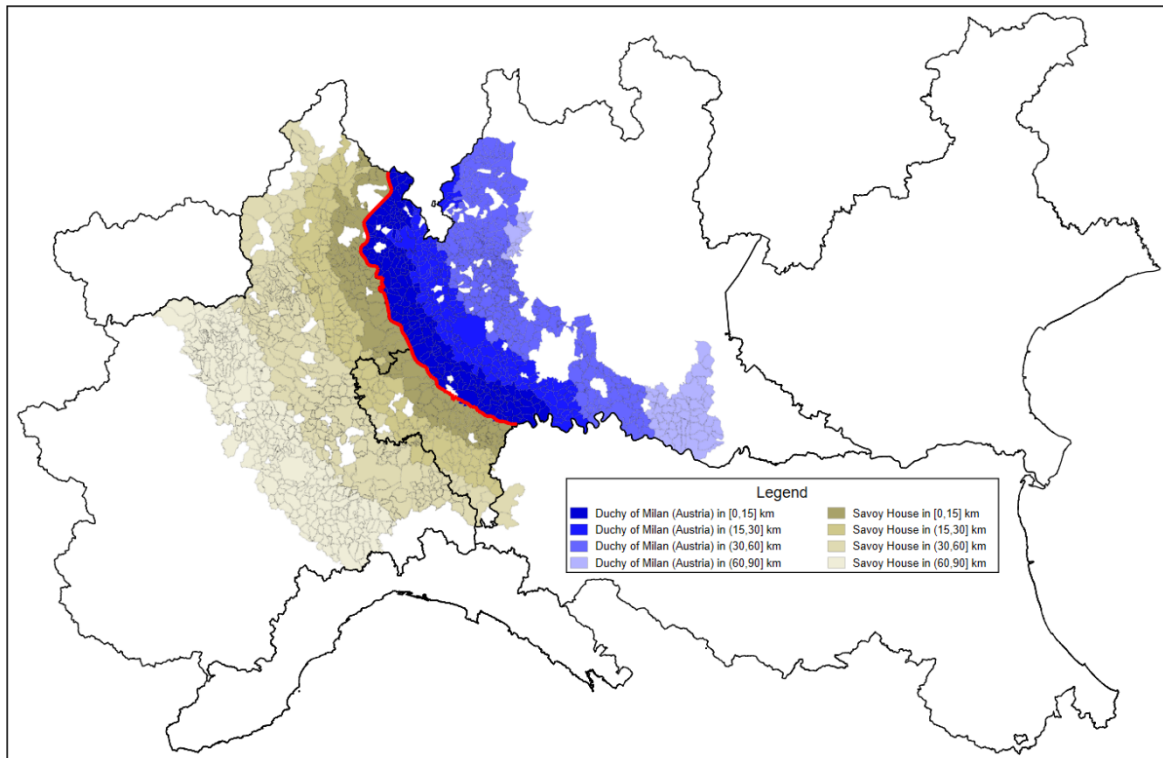 Legend
Duchy of Milan (Austria) in [0,15] km
Savoy House in [0,15] km
Duchy of Milan (Austria) in (15,30] km
Savoy House in (15,30] km
Duchy of Milan (Austria) in (30,60] km
Savoy House in (30,60] km
Duchy of Milan (Austria) in (60,90] km
Savoy House in (60,90] km